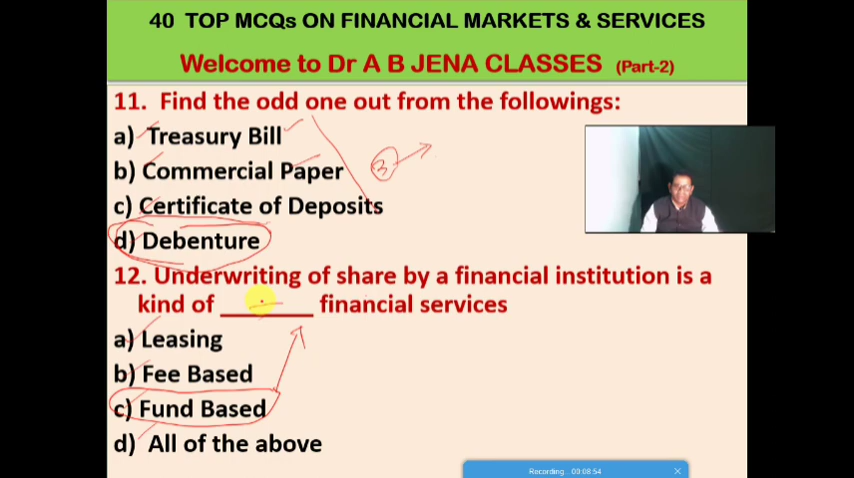 40 TOP MCQs ON FINANCIAL MARKETS & SERVICES
Welcome to Dr A B JENA CLASSES (Part-2)
11. Find the odd one out from the followings:
a) Treasury Bill
b) Commercial Paper
3
c) Certificate of Deposits
d) Debenture
12. Underwriting of share by a financial institution is a
kind of ________ financial services
a) Leasing
b) Fee Based
c) Fund Based
d) All of the above
Recording... 09:08:54